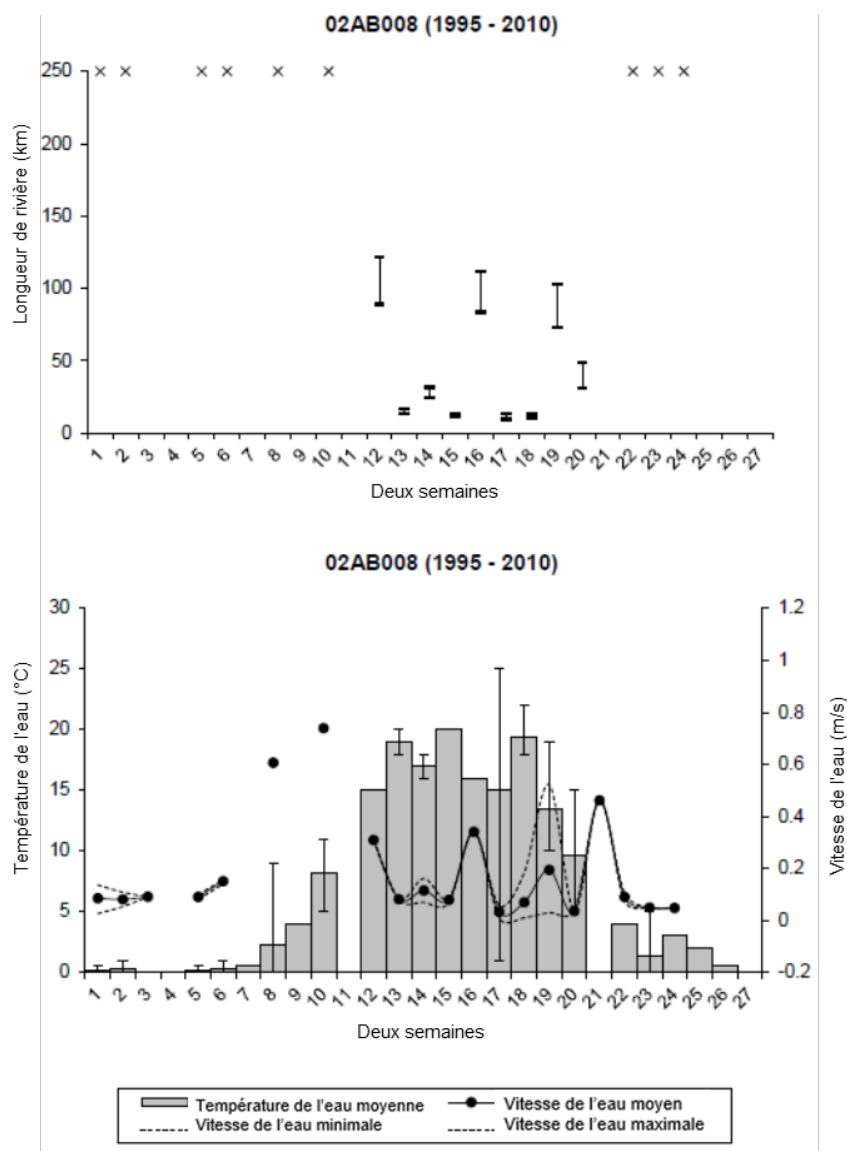 02AB008 (1995 - 2010)
Longueur de rivière (km)
250
200
150
100
50
0
1 2 3 4 5 6 7 8 9 10 11 12 13 14 15 16 17 18 19 20 21 22 23 24 25 26 27
Deux semaines
02AB008 (1995 - 2010)
Température de l'eau (°C)
30
25
20
15
10
5
0
Vitesse de l'eau (m/s)
1.2
1
0.8
0.6
0.4
0.2
0
-0.2
1 2 3 4 5 6 7 8 9 10 11 12 13 14 15 16 17 18 19 20 21 22 23 24 25 26 27
Deux semaines
Température de l'eau moyenne Vitesse de l'eau moyen
Vitesse de l'eau minimale Vitesse de l'eau maximale